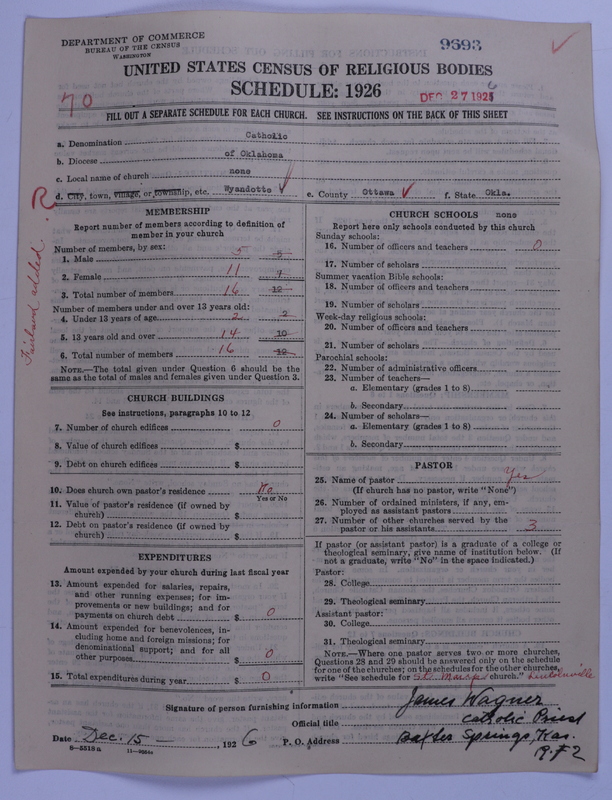 DEPARTMENT OF COMMERCE
BUREAU OF THE CENSUS
WASHINGTON
9693
UNITED STATES CENSUS OF RELIGIOUS BODIES
SCHEDULE: 1926
70
DEC 27 1926
FILL OUT A SEPARATE SCHEDULE FOR EACH CHURCH. SEE INSTRUCTIONS ON THE BACK OF THIS SHEET
a. Denomination Catholic
b. Diocese of Oklahoma
c. Local name of church none
d. City, town, village, or township, etc. Wyandotte e. County Ottawa f. State Okla.
R
Fairland added
MEMBERSHIP
Report number of members according to definition of
member in your church
Number of members, by sex:
1. Male 5 5
2. Female 11 7
3. Total number of members 16 12
Number of members under and over 13 years old:
4. Under 13 years of age 2 2
5. 13 years old and over 14 10
6. Total number of members 16 12
NOTE.—The total given under Question 6 should be
same as the total of males and females given under Question 3.
CHURCH BUILDINGS
See instructions, paragraphs 10 to 12
7. Number of church edifices 0
8. Value of church edifices $
9. Debt on church edifices $
10. Does church own pastor's residence No
Yes or No
11. Value of pastor's residence (if owned by
church) $
12. Debt on pastor's residence (if owned by
church) $
EXPENDITURES
Amount expended by your church during last fiscal year
13. Amount expended for salaries, repairs,
and other running expenses; for im-
provements or new buildings; and for
payments on church debt $ 0
14. Amount expended for benevolences, in-
cluding home and foreign missions; for
denominational support; and for all
other purposes $ 0
15. Total expenditures during year $ 0
CHURCH SCHOOLS none
Report here only schools conducted by this church
Sunday schools:
16. Number of officers and teachers 0
17. Number of scholars
Summer vacation Bible schools:
18. Number of officers and teachers
19. Number of scholars
Week-day religious schools:
20. Number of officers and teachers
21. Number of scholars
Parochial schools:
22. Number of administrative officers
23. Number of teachers—
a. Elementary (grades 1 to 8)
b. Secondary
24. Number of scholars—
a. Elementary (grades 1 to 8)
b. Secondary
PASTOR
25. Name of pastor Yes
(If church has no pastor, write "None")
26. Number of ordained ministers, if any, em-
ployed as assistant pastors
27. Number of other churches served by the
pastor or his assistants 3
If pastor (or assistant pastor) is a graduate of a college or
theological seminary, give name of institution below. (If
not a graduate, write "No" in the space indicated.)
Pastor:
28. College
29. Theological seminary
Assistant pastor:
30. College
31. Theological seminary
NOTE.—Where one pastor serves two or more churches,
Questions 28 and 29 should be answered only on the schedule
for one of the churches; on the schedules for the other churches,
write "See schedule for church."
Signature of person furnishing information James Wagner
Official title Catholic Priest
Date Dec. 15 , 1926 P. O. Address Baxter Springs, Kas.
R.F2